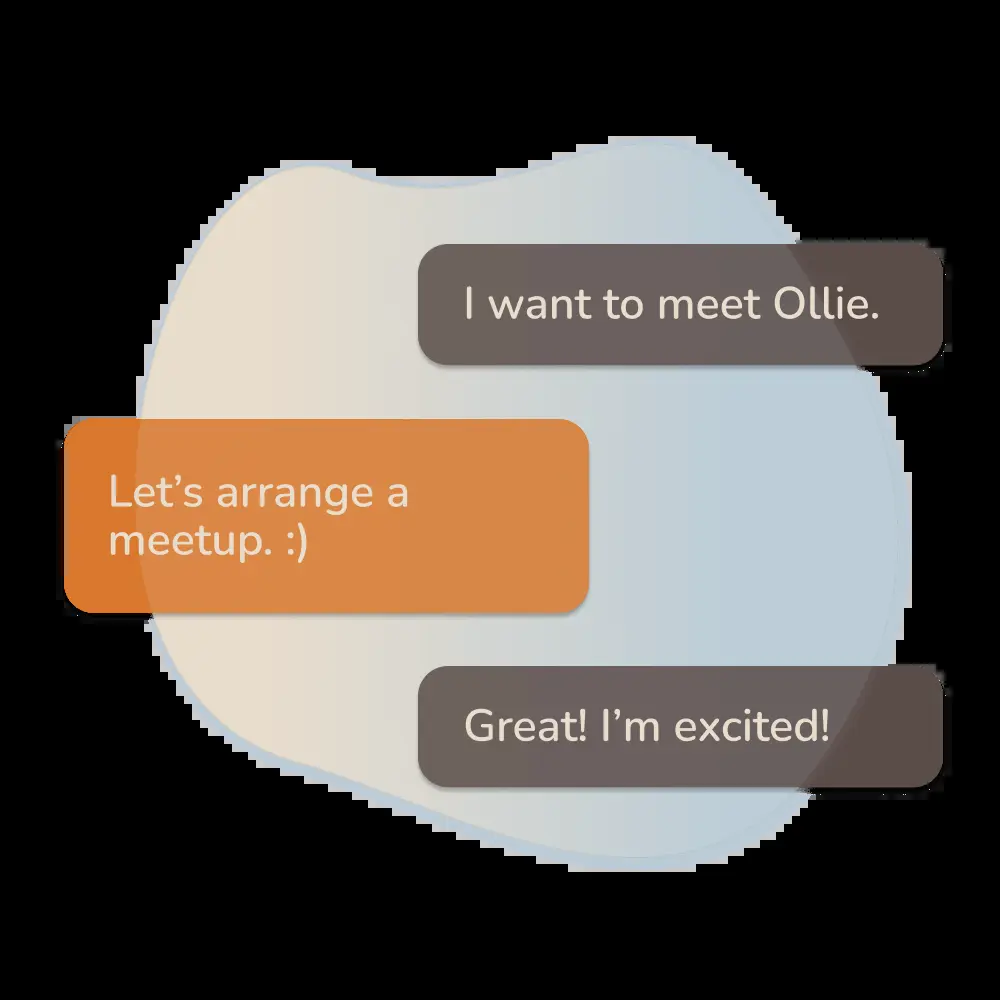 I want to meet Ollie.
Let’s arrange a
meetup. :)
Great! I’m excited!